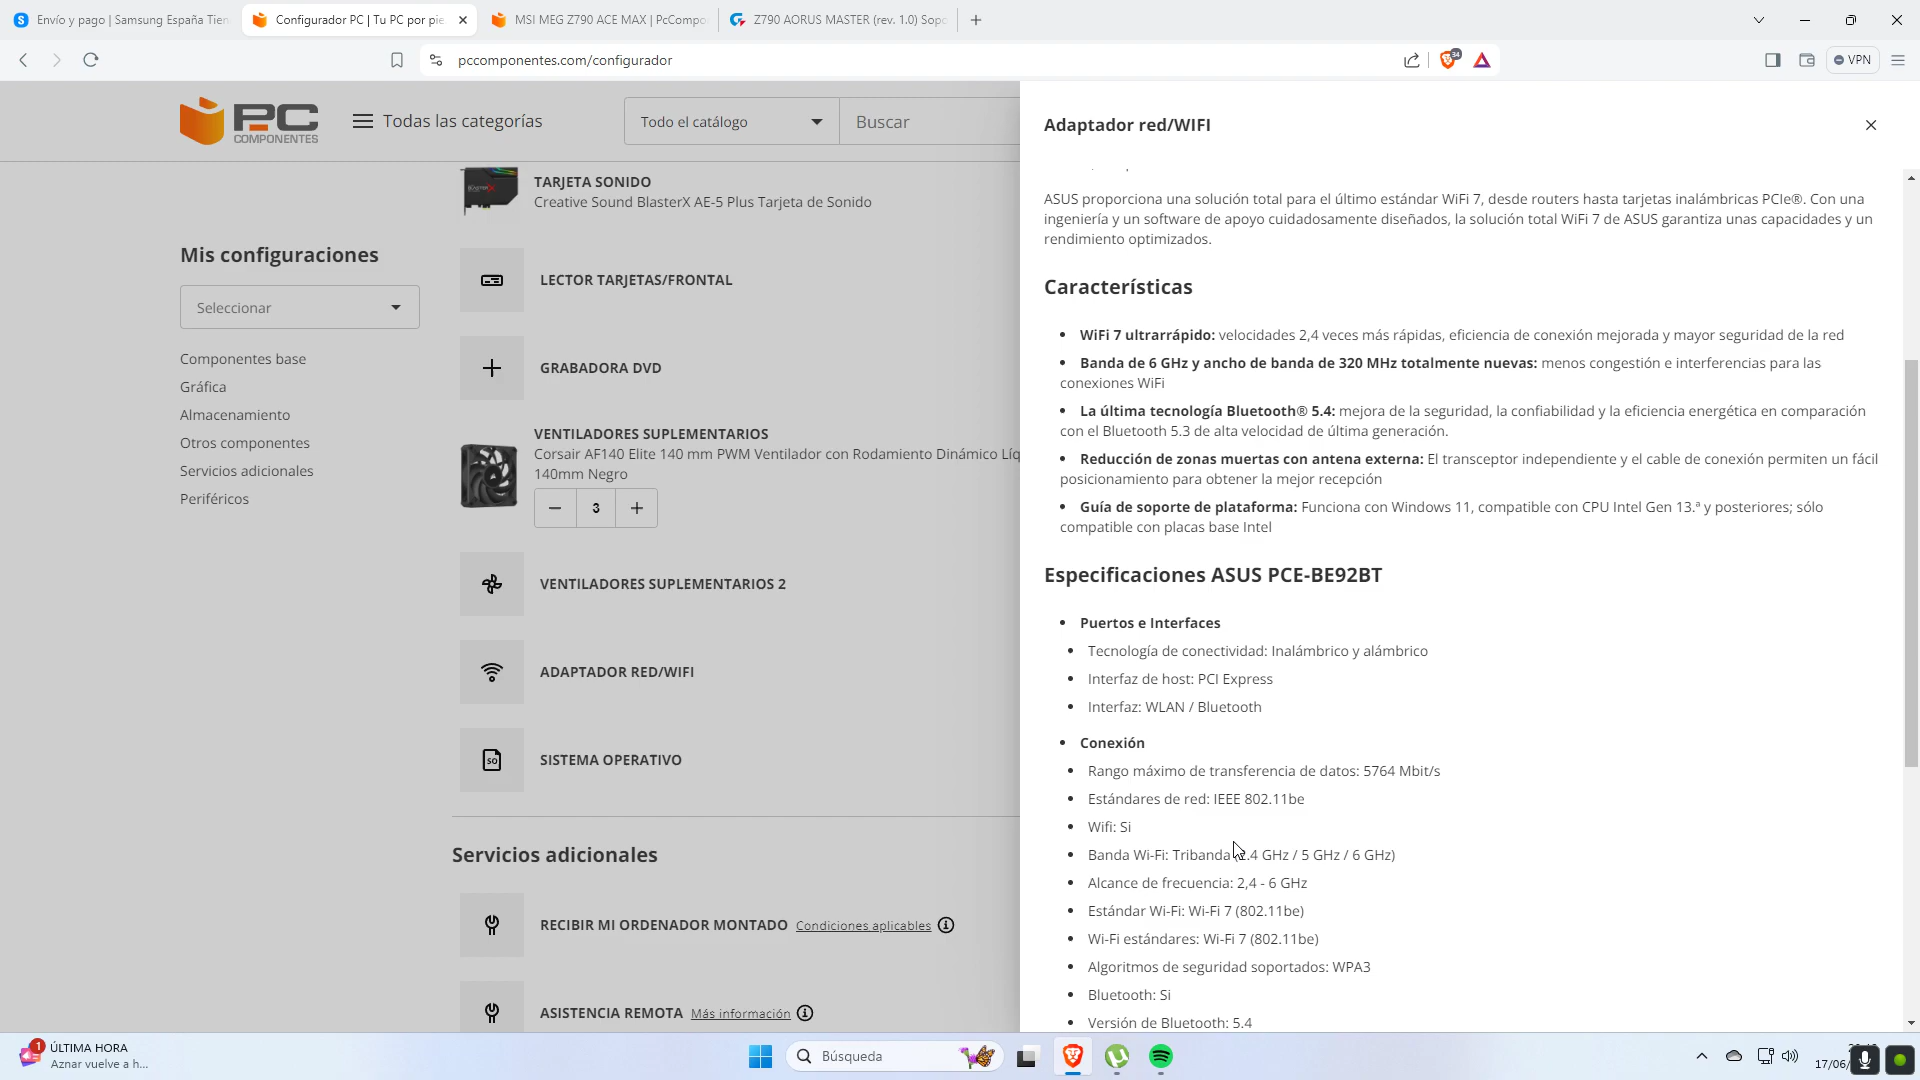 Envío y pago | Samsung España Tien
Configurador PC | Tu PC por pie
MSI MEG Z790 ACE MAX | PcCompo
Z790 AORUS MASTER (rev. 1.0) Sopo
pccomponentes.com/configurador
34
VPN
PC
COMPONENTES
Todas las categorías
Todo el catálogo
Buscar
Mis configuraciones
Seleccionar
Componentes base
Gráfica
Almacenamiento
Otros componentes
Servicios adicionales
Periféricos
TARJETA SONIDO
Creative Sound BlasterX AE-5 Plus Tarjeta de Sonido
LECTOR TARJETAS/FRONTAL
GRABADORA DVD
VENTILADORES SUPLEMENTARIOS
Corsair AF140 Elite 140 mm PWM Ventilador con Rodamiento Dinámico Líq
140mm Negro
3
VENTILADORES SUPLEMENTARIOS 2
ADAPTADOR RED/WIFI
SO
SISTEMA OPERATIVO
Servicios adicionales
RECIBIR MI ORDENADOR MONTADO Condiciones aplicables
ASISTENCIA REMOTA Más información
Adaptador red/WIFI
ASUS proporciona una solución total para el último estándar WiFi 7, desde routers hasta tarjetas inalámbricas PCIe®. Con una
ingeniería y un software de apoyo cuidadosamente diseñados, la solución total WiFi 7 de ASUS garantiza unas capacidades y un
rendimiento optimizados.
Características
• WiFi 7 ultrarrápido: velocidades 2,4 veces más rápidas, eficiencia de conexión mejorada y mayor seguridad de la red
• Banda de 6 GHz y ancho de banda de 320 MHz totalmente nuevas: menos congestión e interferencias para las
conexiones WiFi
• La última tecnología Bluetooth® 5.4: mejora de la seguridad, la confiabilidad y la eficiencia energética en comparación
con el Bluetooth 5.3 de alta velocidad de última generación.
• Reducción de zonas muertas con antena externa: El transceptor independiente y el cable de conexión permiten un fácil
posicionamiento para obtener la mejor recepción
• Guía de soporte de plataforma: Funciona con Windows 11, compatible con CPU Intel Gen 13.ª y posteriores; sólo
compatible con placas base Intel
Especificaciones ASUS PCE-BE92BT
• Puertos e Interfaces
• Tecnología de conectividad: Inalámbrico y alámbrico
• Interfaz de host: PCI Express
• Interfaz: WLAN / Bluetooth
• Conexión
• Rango máximo de transferencia de datos: 5764 Mbit/s
• Estándares de red: IEEE 802.11be
• Wifi: Si
• Banda Wi-Fi: Tribanda .4 GHz / 5 GHz / 6 GHz)
• Alcance de frecuencia: 2,4 - 6 GHz
• Estándar Wi-Fi: Wi-Fi 7 (802.11be)
• Wi-Fi estándares: Wi-Fi 7 (802.11be)
• Algoritmos de seguridad soportados: WPA3
• Bluetooth: Si
• Versión de Bluetooth: 5.4
1
ÚLTIMA HORA
Aznar vuelve a h...
Búsqueda
17/06/